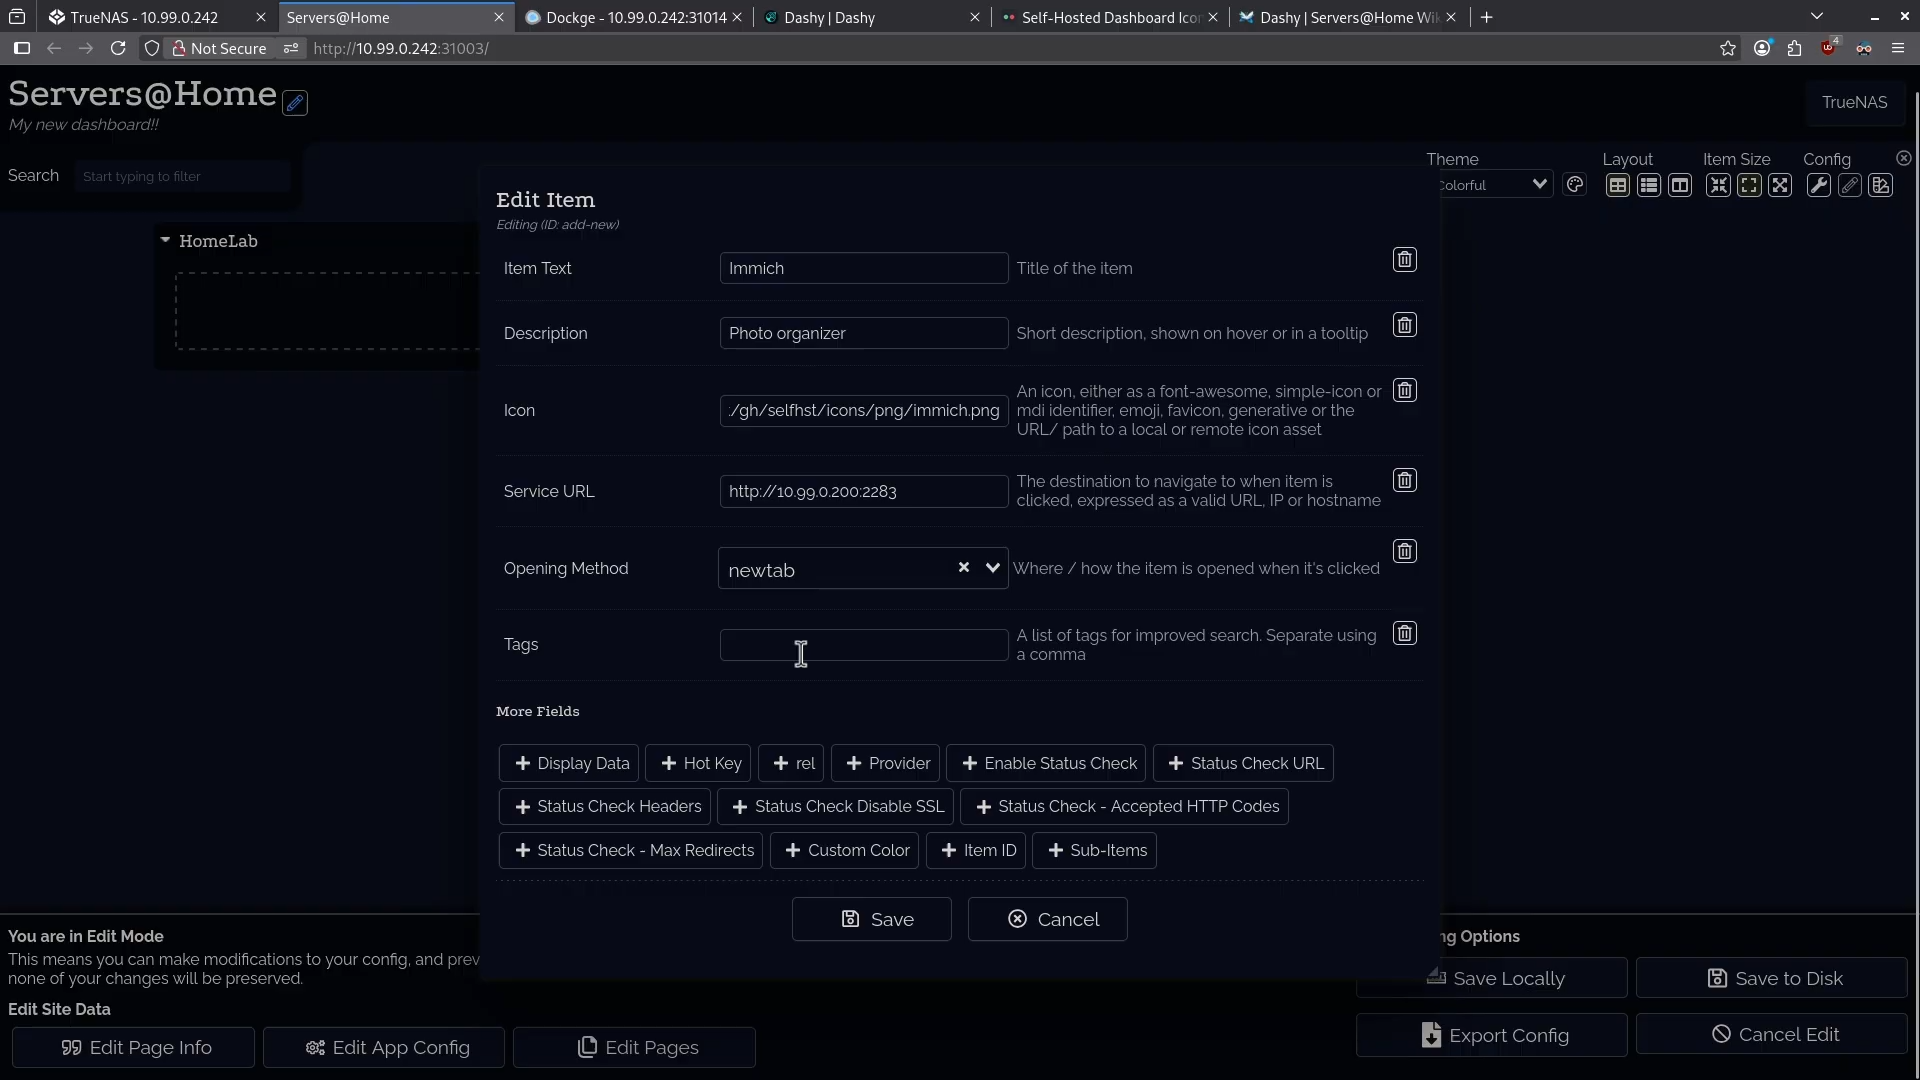 TrueNAS - 10.99.0.242
Servers@Home
Dockge - 10.99.0.242:31014
Dashy | Dashy
Self-Hosted Dashboard Icon
Dashy | Servers@Home Wik
Not Secure
http://10.99.0.242:31003/
4
Servers@Home
My new dashboard!!
TrueNAS
Search
Start typing to filter
Theme
Colorful
Layout
Item Size
Config
HomeLab
Edit Item
Editing (ID: add-new)
Item Text
Immich
Title of the item
Description
Photo organizer
Short description, shown on hover or in a tooltip
Icon
:/gh/selfhst/icons/png/immich.png
An icon, either as a font-awesome, simple-icon or
mdi identifier, emoji, favicon, generative or the
URL/ path to a local or remote icon asset
Service URL
http://10.99.0.200:2283
The destination to navigate to when item is
clicked, expressed as a valid URL, IP or hostname
Opening Method
newtab
Where / how the item is opened when it's clicked
Tags
A list of tags for improved search. Separate using
a comma
More Fields
Display Data
Hot Key
rel
Provider
Enable Status Check
Status Check URL
Status Check Headers
Status Check Disable SSL
Status Check - Accepted HTTP Codes
Status Check - Max Redirects
Custom Color
Item ID
Sub-Items
Save
Cancel
You are in Edit Mode
This means you can make modifications to your config, and prev
none of your changes will be preserved.
Edit Site Data
Edit Page Info
Edit App Config
Edit Pages
ng Options
Save Locally
Save to Disk
Export Config
Cancel Edit